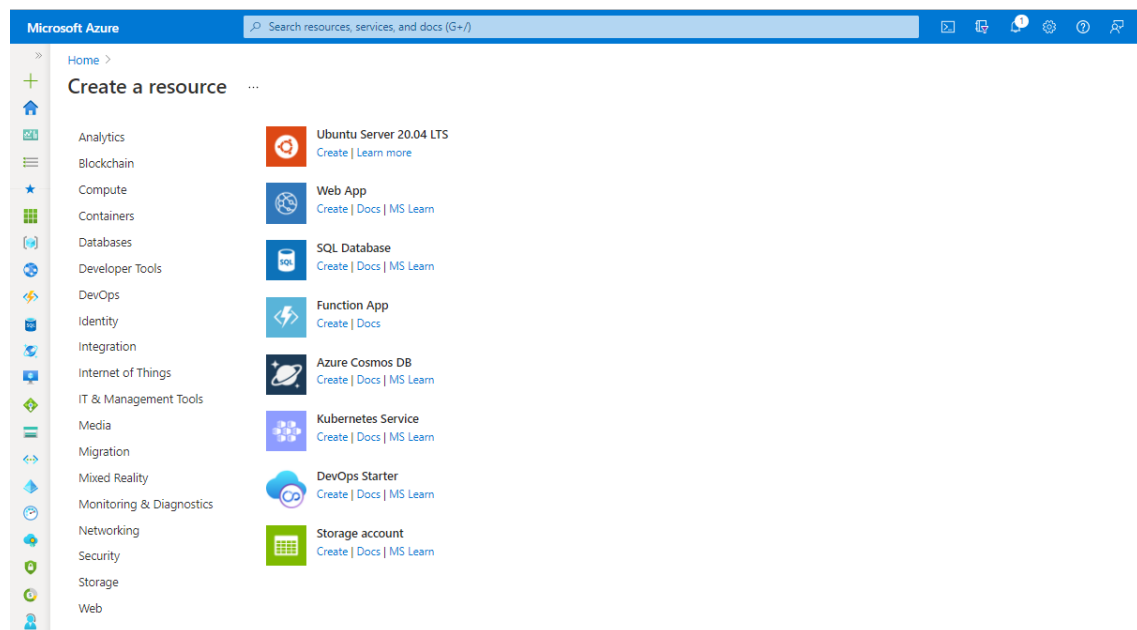 Microsoft Azure
Search resources, services, and docs (G+/)
1
Home >
Create a resource ...
Analytics
Blockchain
Compute
Containers
Databases
Developer Tools
DevOps
Identity
Integration
Internet of Things
IT & Management Tools
Media
Migration
Mixed Reality
Monitoring & Diagnostics
Networking
Security
Storage
Web
Ubuntu Server 20.04 LTS
Create | Learn more
Web App
Create | Docs | MS Learn
SQL
SQL Database
Create | Docs | MS Learn
Function App
Create | Docs
Azure Cosmos DB
Create | Docs | MS Learn
Kubernetes Service
Create | Docs | MS Learn
DevOps Starter
Create | Docs | MS Learn
Storage account
Create | Docs | MS Learn